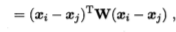 = (xᵢ − xⱼ)ᵀW(xᵢ − xⱼ) ,